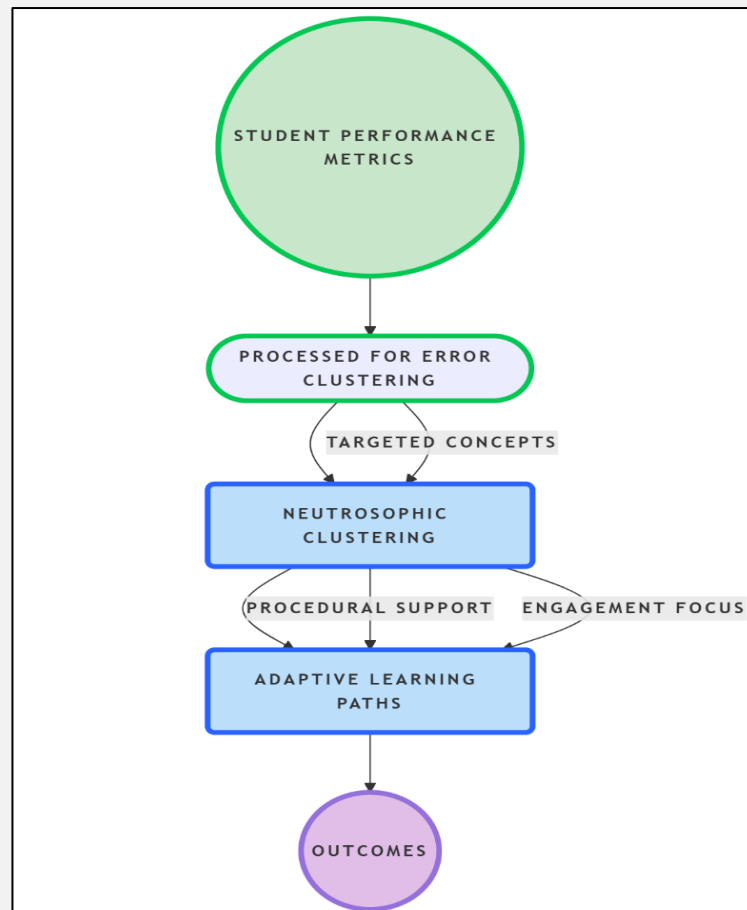 STUDENT PERFORMANCE
METRICS
PROCESSED FOR ERROR
CLUSTERING
TARGETED CONCEPTS
NEUTROSOPHIC
CLUSTERING
PROCEDURAL SUPPORT
ENGAGEMENT FOCUS
ADAPTIVE LEARNING
PATHS
OUTCOMES